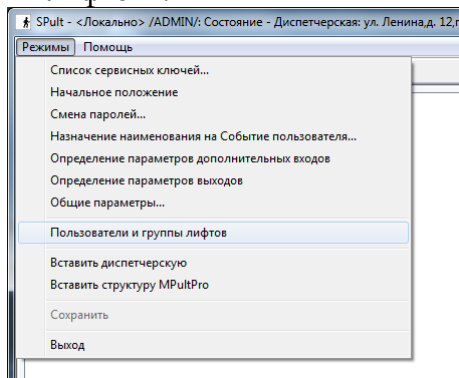 SPult - <Локально> /ADMIN/: Состояние - Диспетчерская: ул. Ленина,д. 12,
Режимы Помощь
Список сервисных ключей...
Начальное положение
Смена паролей...
Назначение наименования на Событие пользователя...
Определение параметров дополнительных входов
Определение параметров выходов
Общие параметры...
Пользователи и группы лифтов
Вставить диспетчерскую
Вставить структуру MPultPro
Сохранить
Выход